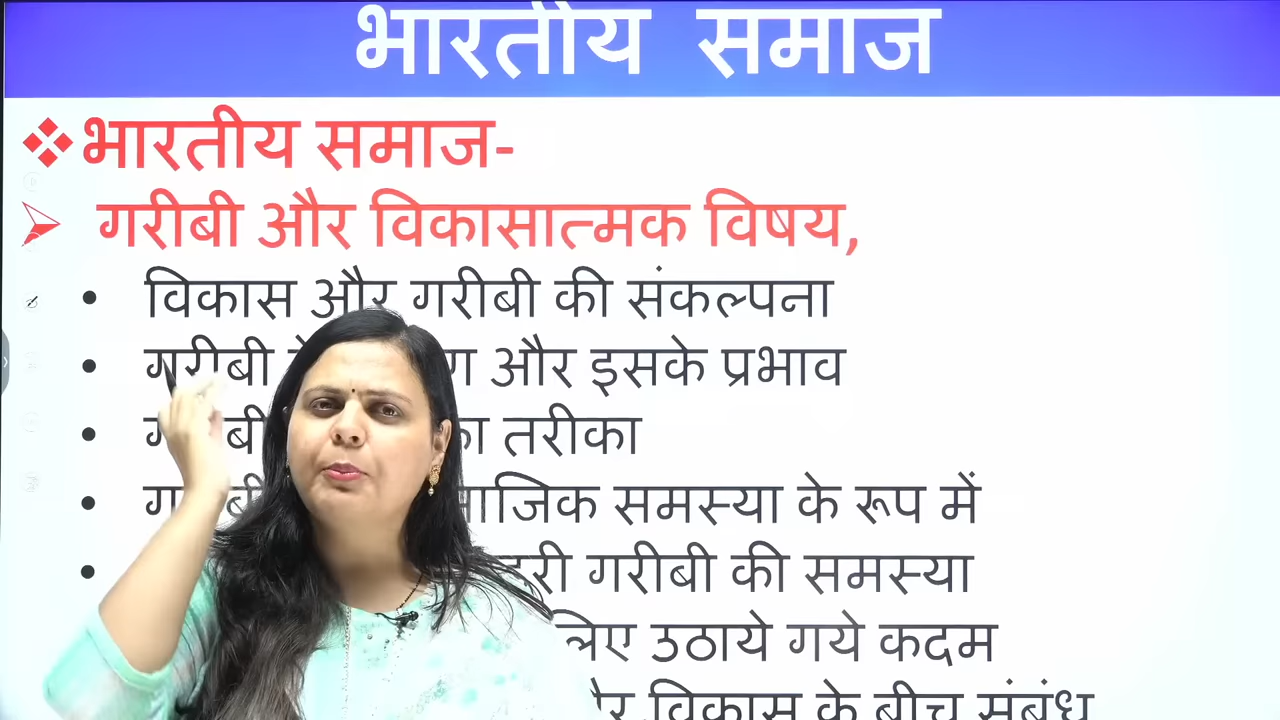 भारतीय समाज
भारतीय समाज-
गरीबी और विकासात्मक विषय,
विकास और गरीबी की संकल्पना
गरीबी और इसके प्रभाव
तरीका
समस्या के रूप में
गरीबी की समस्या
उठाये गये कदम
विकास के बीच संबंध